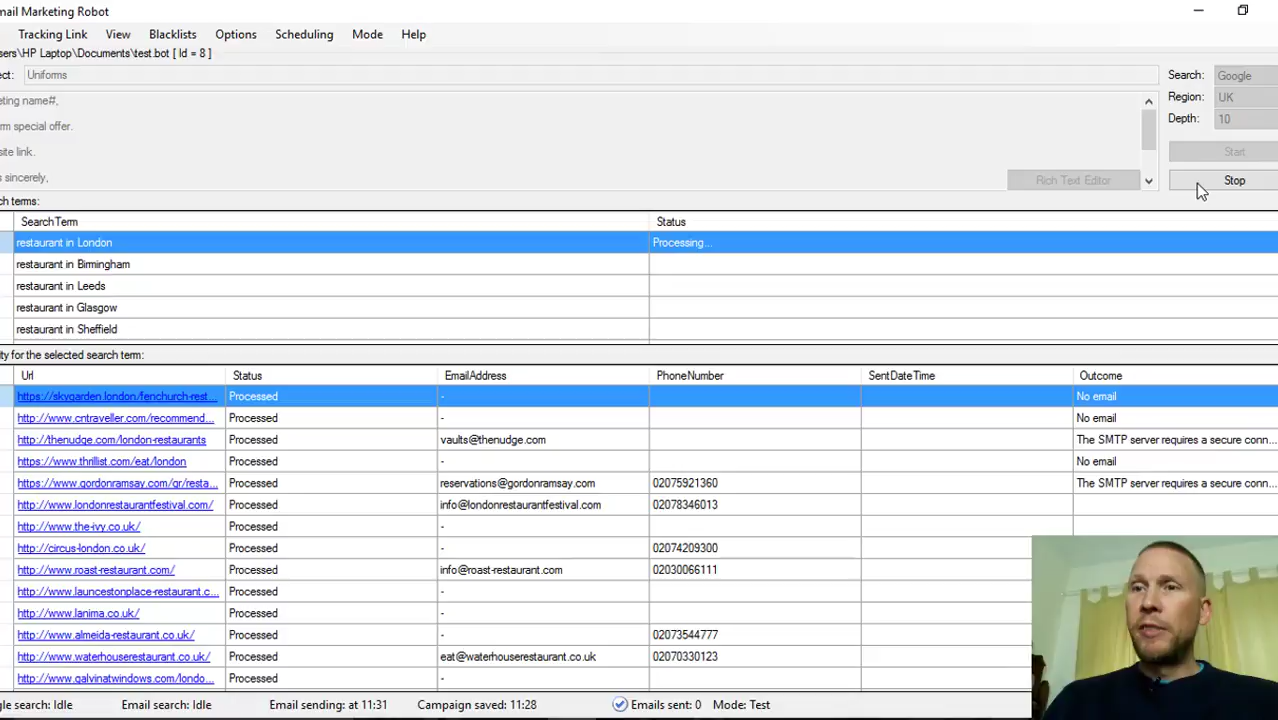 mail Marketing Robot
Tracking Link View Blacklists Options Scheduling Mode Help
sers\HP Laptop\Documents\test.bot [ Id = 8 ]
ect: Uniforms Search: Google
eting name#, Region: UK
rm special offer. Depth: 10
site link. Start
s sincerely, Rich Text Editor Stop
ch terms:
SearchTerm Status
restaurant in London Processing...
restaurant in Birmingham
restaurant in Leeds
restaurant in Glasgow
restaurant in Sheffield
ity for the selected search term:
Url Status EmailAddress PhoneNumber SentDateTime Outcome
https://skygarden.london/fenchurch-rest... Processed - No email
http://www.cntraveller.com/recommend... Processed - No email
http://thenudge.com/london-restaurants Processed vaults@thenudge.com The SMTP server requires a secure conn...
https://www.thrillist.com/eat/london Processed - No email
https://www.gordonramsay.com/gr/resta... Processed reservations@gordonramsay.com 02075921360 The SMTP server requires a secure conn...
http://www.londonrestaurantfestival.com/ Processed info@londonrestaurantfestival.com 02078346013
http://www.the-ivy.co.uk/ Processed -
http://circus-london.co.uk/ Processed - 02074209300
http://www.roast-restaurant.com/ Processed info@roast-restaurant.com 02030066111
http://www.launcestonplace-restaurant.c... Processed -
http://www.lanima.co.uk/ Processed -
http://www.almeida-restaurant.co.uk/ Processed - 02073544777
http://www.waterhouserestaurant.co.uk/ Processed eat@waterhouserestaurant.co.uk 02070330123
http://www.galvinatwindows.com/londo... Processed -
gle search: Idle Email search: Idle Email sending: at 11:31 Campaign saved: 11:28 Emails sent: 0 Mode: Test